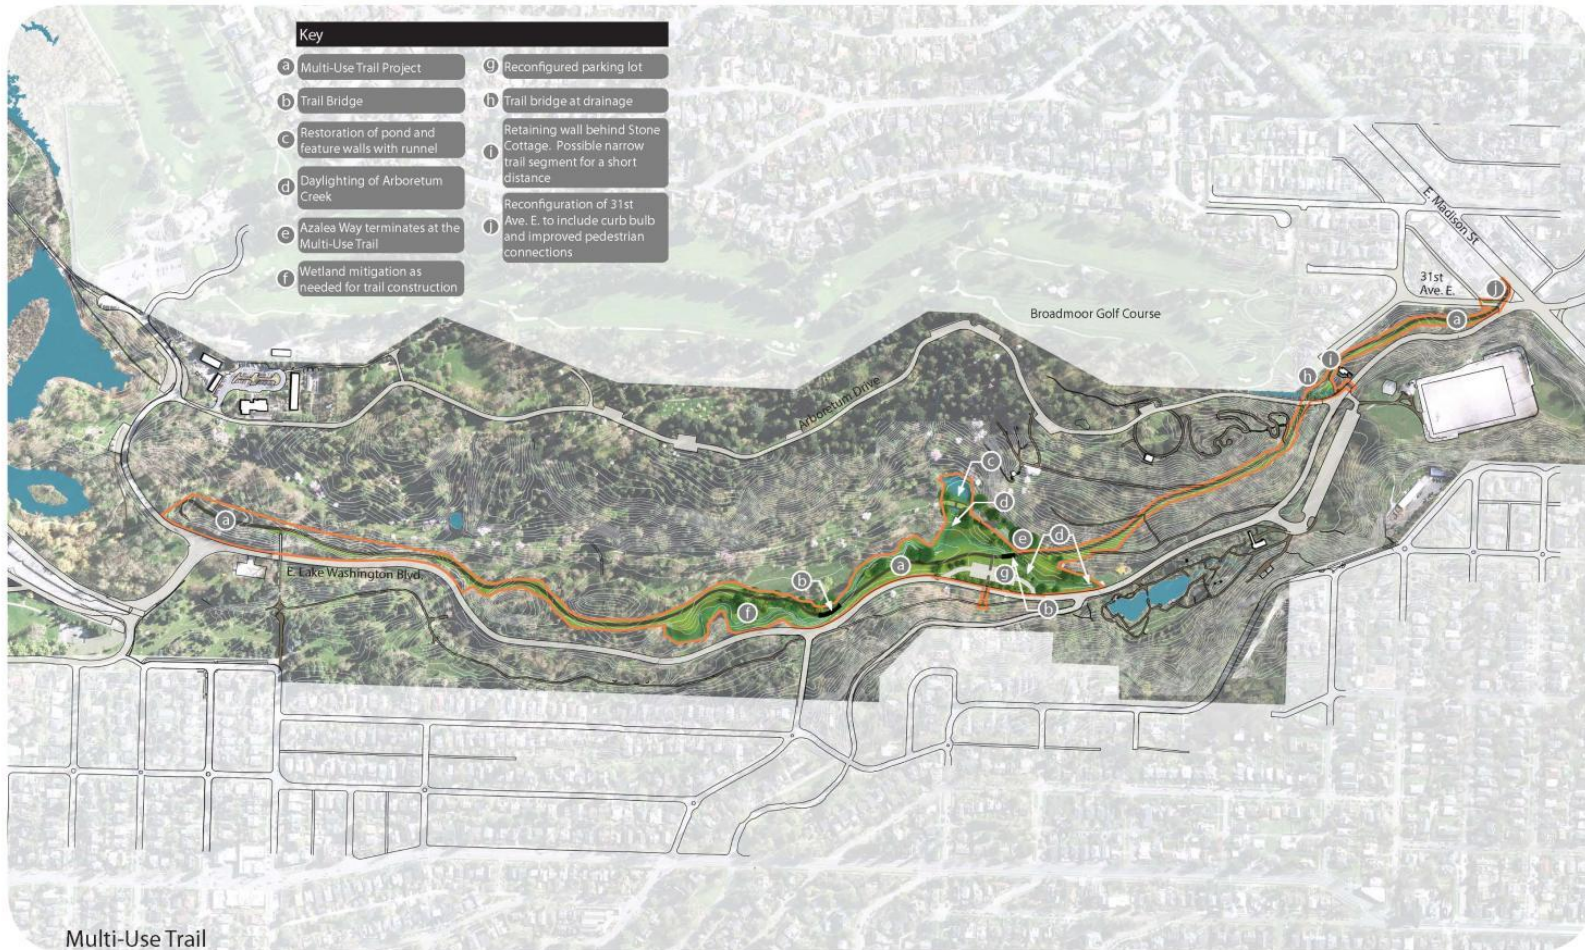 Key
a Multi-Use Trail Project
b Trail Bridge
c Restoration of pond and
feature walls with runnel
d Daylighting of Arboretum
Creek
e Azalea Way terminates at the
Multi-Use Trail
f Wetland mitigation as
needed for trail construction
g Reconfigured parking lot
h Trail bridge at drainage
i Retaining wall behind Stone
Cottage. Possible narrow
trail segment for a short
distance
j Reconfiguration of 31st
Ave. E. to include curb bulb
and improved pedestrian
connections
E. Madison St
31st
Ave. E.
j
a
Broadmoor Golf Course
i
h
Arboretum Drive
c
d
a
e
d
a
g
b
E. Lake Washington Blvd.
b
f
Multi-Use Trail